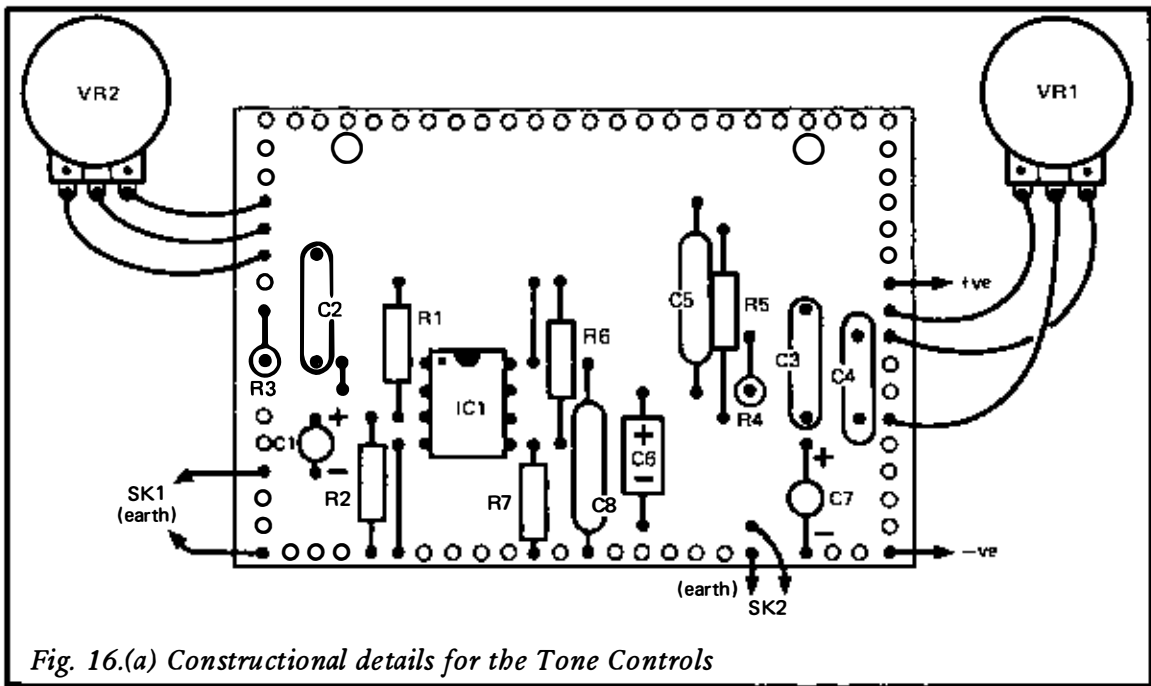 VR2
VR1
+ve
C2
R1
R6
C5
R5
C3
C4
R3
IC1
R4
C1
+
R2
R7
C8
+
C6
−
+
C7
−
−
SK1
(earth)
−ve
(earth)
SK2
Fig. 16.(a) Constructional details for the Tone Controls